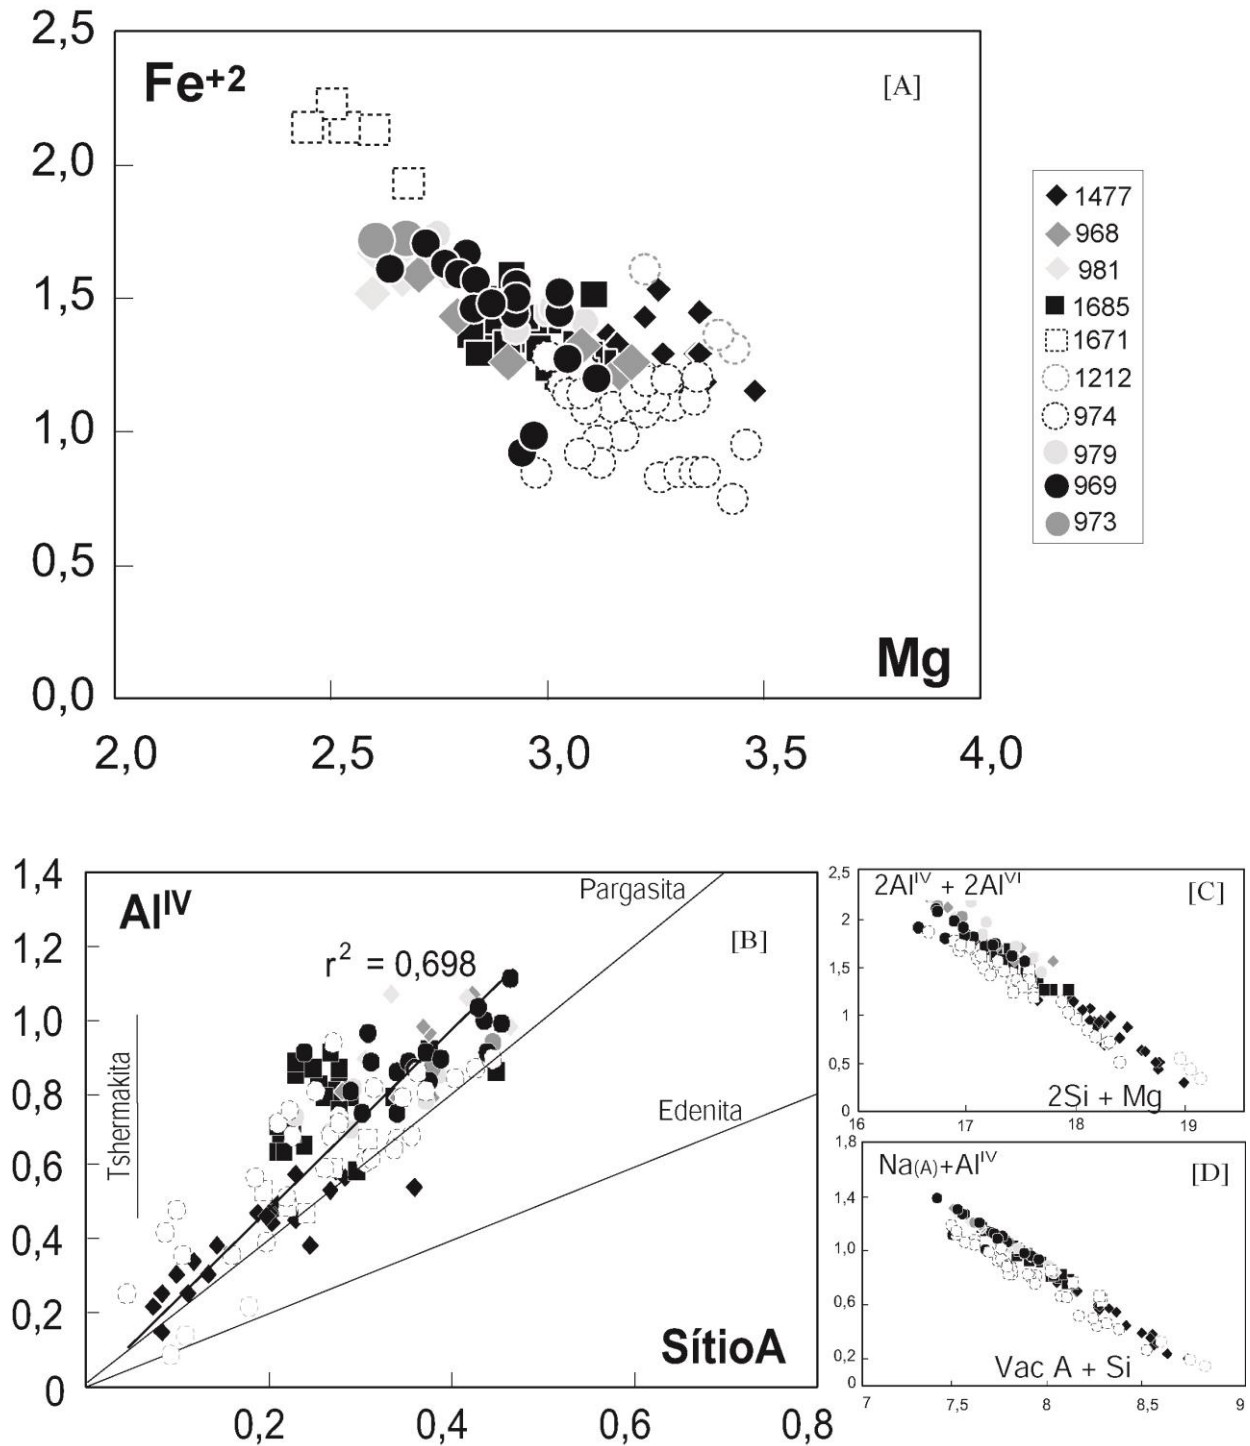 2,5
Fe+2
[A]
2,0
1,5
1,0
0,5
0,0
Mg
2,0 2,5 3,0 3,5 4,0
1477
968
981
1685
1671
1212
974
979
969
973
1,4
1,2
1,0
0,8
0,6
0,4
0,2
0
AlIV
r2 = 0,698
Pargasita
[B]
Tshermakita
Edenita
SítioA
0,2 0,4 0,6 0,8
2,5
2
1,5
1
0,5
0
2AlIV + 2AlVI
[C]
2Si + Mg
16 17 18 19
1,8
1,4
1,0
0,6
0,2
0
Na(A)+AlIV
[D]
Vac A + Si
7 7,5 8 8,5 9